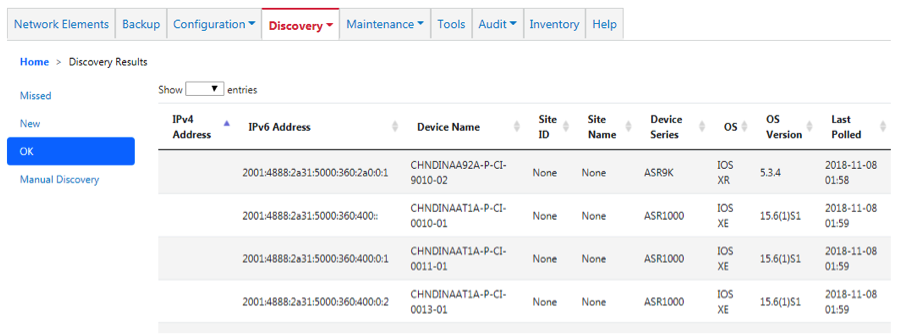 Network Elements Backup Configuration Discovery Maintenance Tools Audit Inventory Help
Home > Discovery Results
Missed
New
OK
Manual Discovery
Show entries
IPv4 Address IPv6 Address Device Name Site ID Site Name Device Series OS OS Version Last Polled
2001:4888:2a31:5000:360:2a0:0:1 CHNDINAA92A-P-CI-9010-02 None None ASR9K IOS XR 5.3.4 2018-11-08 01:58
2001:4888:2a31:5000:360:400:: CHNDINAAT1A-P-CI-0010-01 None None ASR1000 IOS XE 15.6(1)S1 2018-11-08 01:59
2001:4888:2a31:5000:360:400:0:1 CHNDINAAT1A-P-CI-0011-01 None None ASR1000 IOS XE 15.6(1)S1 2018-11-08 01:59
2001:4888:2a31:5000:360:400:0:2 CHNDINAAT1A-P-CI-0013-01 None None ASR1000 IOS XE 15.6(1)S1 2018-11-08 01:59